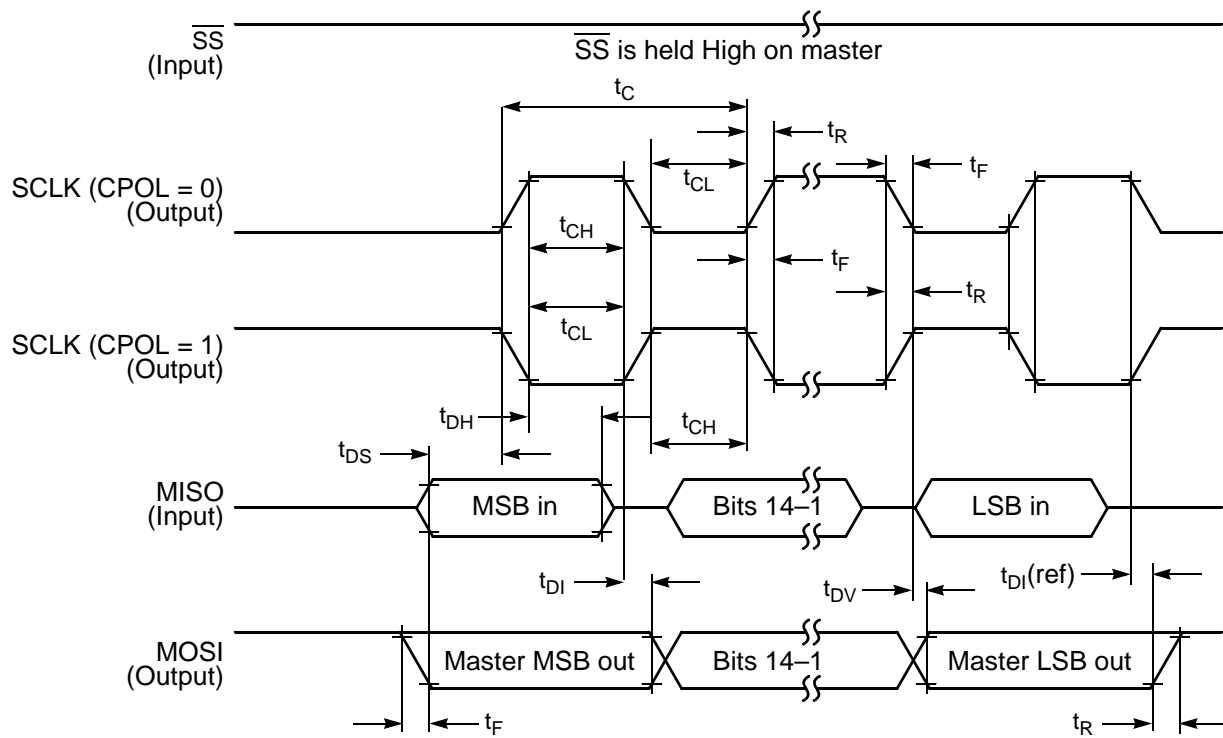 SS
(Input)
SS is held High on master
tC
tR
tF
SCLK (CPOL = 0)
(Output)
tCL
tCH
tF
tR
tCL
SCLK (CPOL = 1)
(Output)
tDH
tCH
tDS
MISO
(Input)
MSB in
Bits 14–1
LSB in
tDI
tDV
tDI(ref)
MOSI
(Output)
Master MSB out
Bits 14–1
Master LSB out
tF
tR